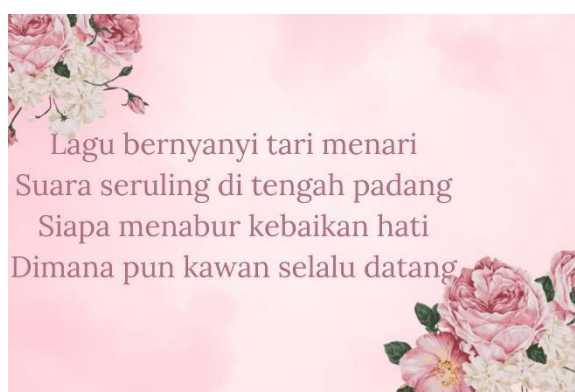 Lagu bernyanyi tari menari
Suara seruling di tengah padang
Siapa menabur kebaikan hati
Dimana pun kawan selalu datang